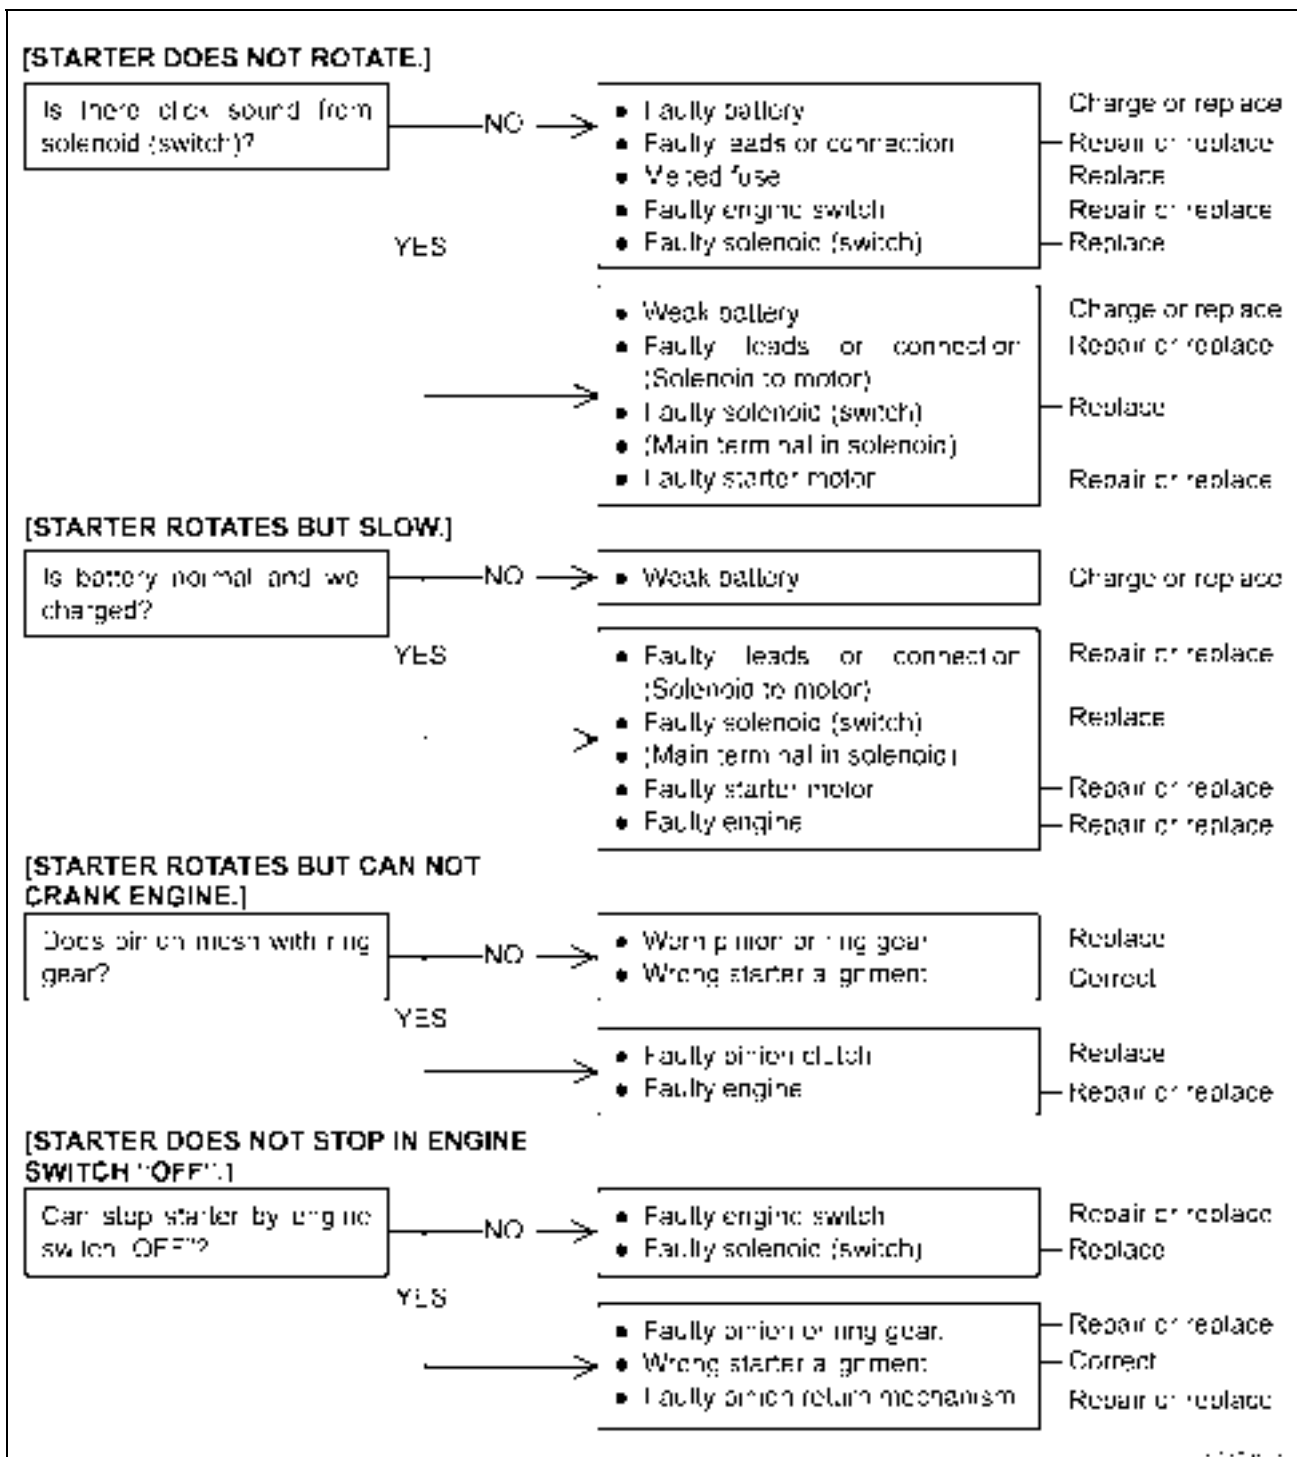 [STARTER DOES NOT ROTATE.]
Is there click sound from
solenoid (switch)?
NO
YES
• Faulty battery
• Faulty leads or connection
• Melted fuse
• Faulty engine switch
• Faulty solenoid (switch)
Charge or replace
Repair or replace
Replace
Repair or replace
Replace
• Weak battery
• Faulty leads or connection
(Solenoid to motor)
• Faulty solenoid (switch)
• (Main terminal in solenoid)
• Faulty starter motor
Charge or replace
Repair or replace
Replace
Repair or replace
[STARTER ROTATES BUT SLOW.]
Is battery normal and well
charged?
NO
YES
• Weak battery
Charge or replace
• Faulty leads or connection
(Solenoid to motor)
• Faulty solenoid (switch)
• (Main terminal in solenoid)
• Faulty starter motor
• Faulty engine
Repair or replace
Replace
Repair or replace
Repair or replace
[STARTER ROTATES BUT CAN NOT
CRANK ENGINE.]
Does pinion mesh with ring
gear?
NO
YES
• Worn pinion or ring gear
• Wrong starter alignment
Replace
Correct
• Faulty pinion clutch
• Faulty engine
Replace
Repair or replace
[STARTER DOES NOT STOP IN ENGINE
SWITCH "OFF".]
Can stop starter by engine
switch "OFF"?
NO
YES
• Faulty engine switch
• Faulty solenoid (switch)
Repair or replace
Replace
• Faulty pinion or ring gear.
• Wrong starter alignment
• Faulty pinion return mechanism
Repair or replace
Correct
Repair or replace